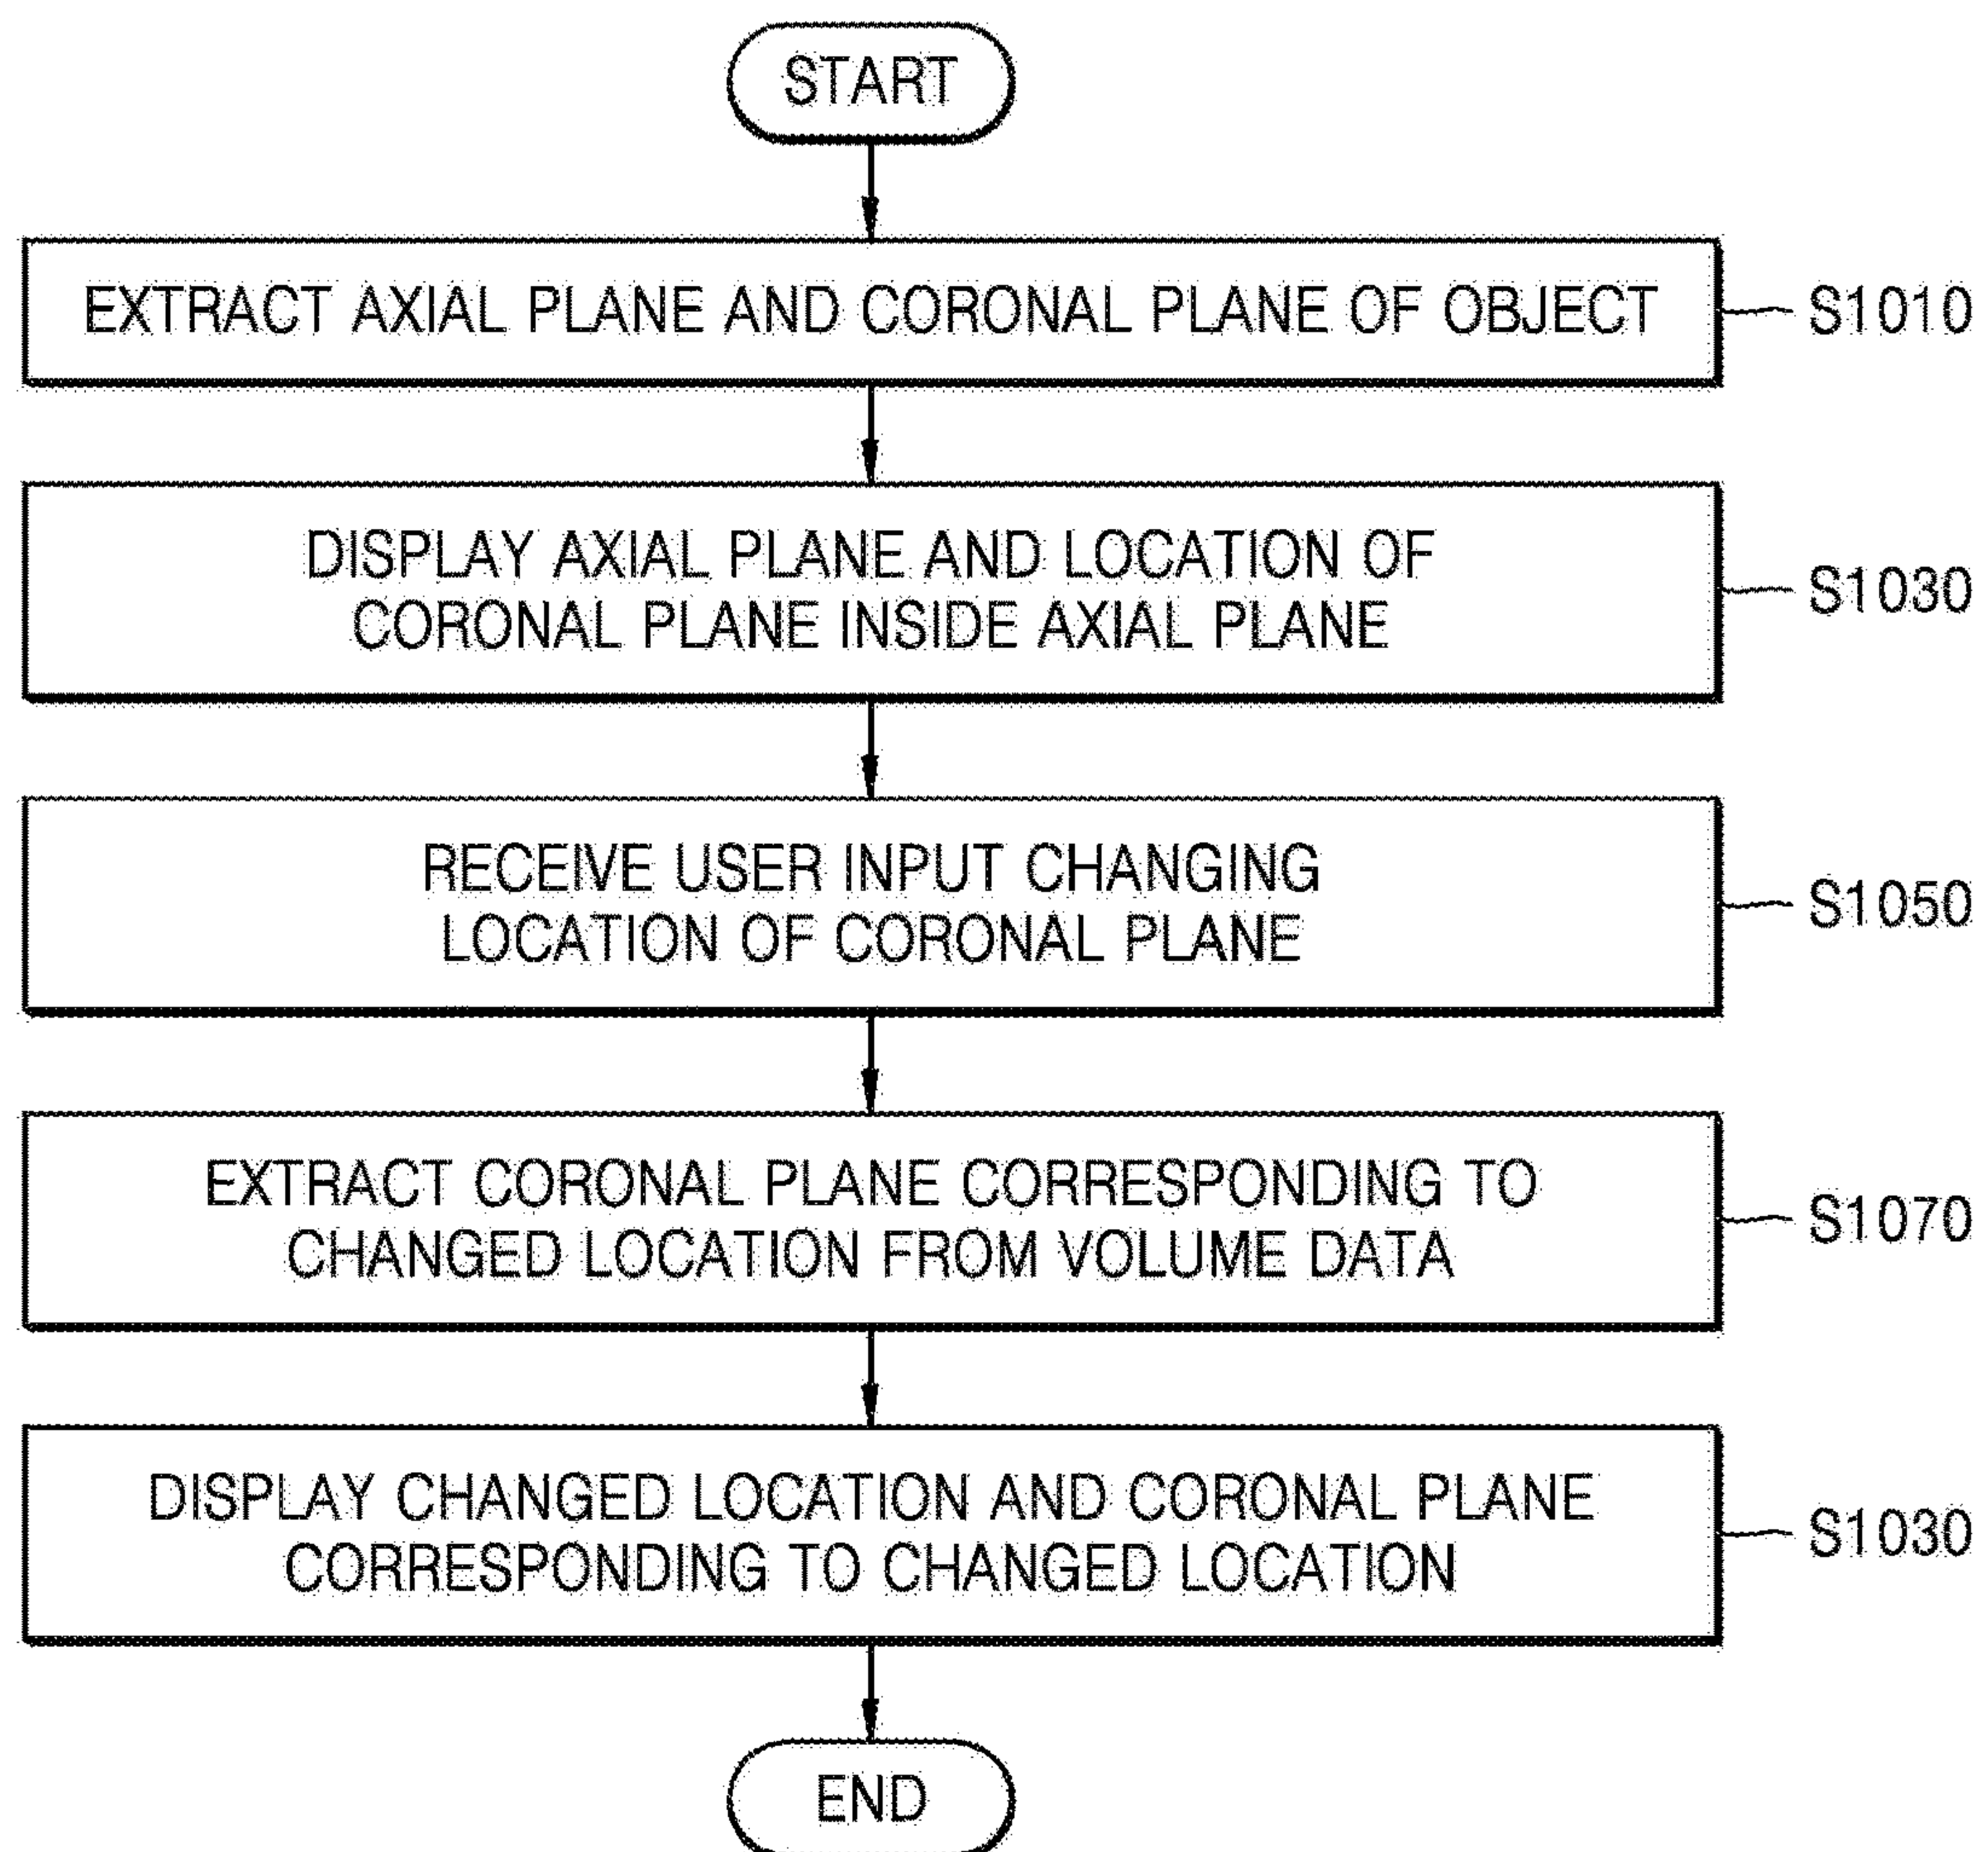 START
EXTRACT AXIAL PLANE AND CORONAL PLANE OF OBJECT
S1010
DISPLAY AXIAL PLANE AND LOCATION OF
CORONAL PLANE INSIDE AXIAL PLANE
S1030
RECEIVE USER INPUT CHANGING
LOCATION OF CORONAL PLANE
S1050
EXTRACT CORONAL PLANE CORRESPONDING TO
CHANGED LOCATION FROM VOLUME DATA
S1070
DISPLAY CHANGED LOCATION AND CORONAL PLANE
CORRESPONDING TO CHANGED LOCATION
S1030
END